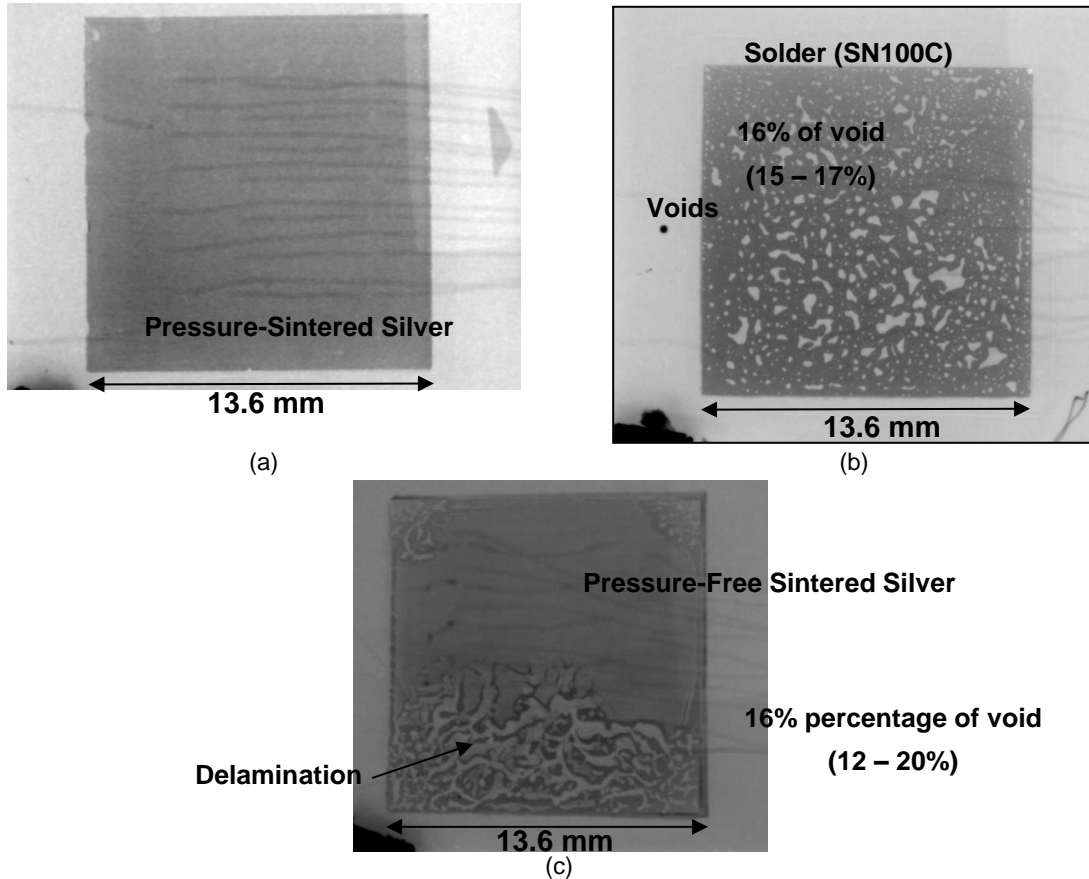 Pressure-Sintered Silver
13.6 mm
(a)
Solder (SN100C)
16% of void
(15 – 17%)
Voids
13.6 mm
(b)
Pressure-Free Sintered Silver
16% percentage of void
(12 – 20%)
Delamination
13.6 mm
(c)